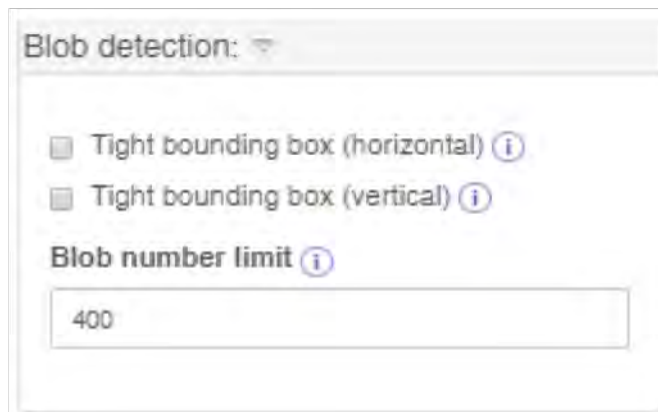 Blob detection:
Tight bounding box (horizontal) i
Tight bounding box (vertical) i
Blob number limit i
400